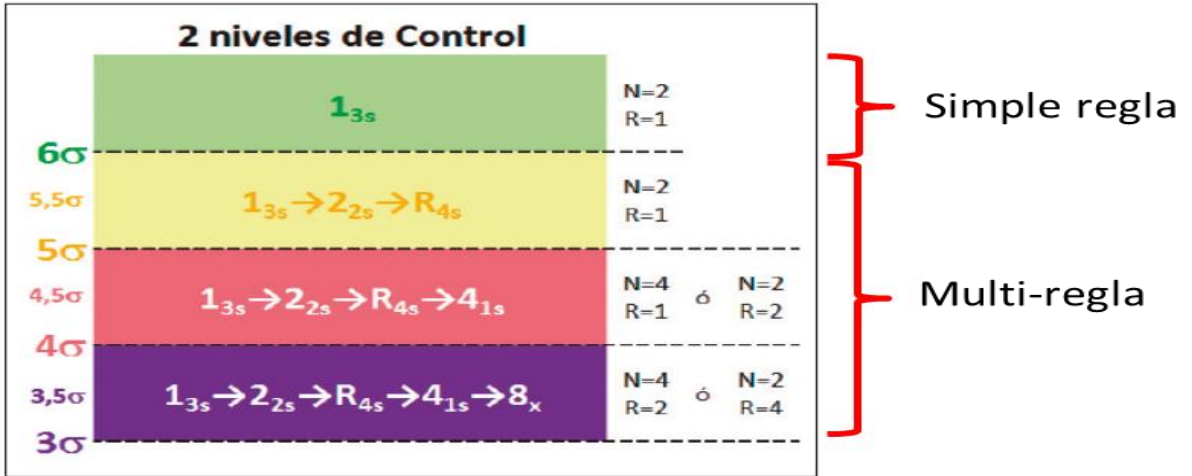 2 niveles de Control
1₃ₛ N=2
R=1
Simple regla
6σ
5,5σ 1₃ₛ→2₂ₛ→R₄ₛ N=2
R=1
5σ
4,5σ 1₃ₛ→2₂ₛ→R₄ₛ→4₁ₛ N=4 ó N=2
R=1 R=2
Multi-regla
4σ
3,5σ 1₃ₛ→2₂ₛ→R₄ₛ→4₁ₛ→8ₓ N=4 ó N=2
R=2 R=4
3σ